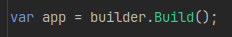 var app = builder.Build();